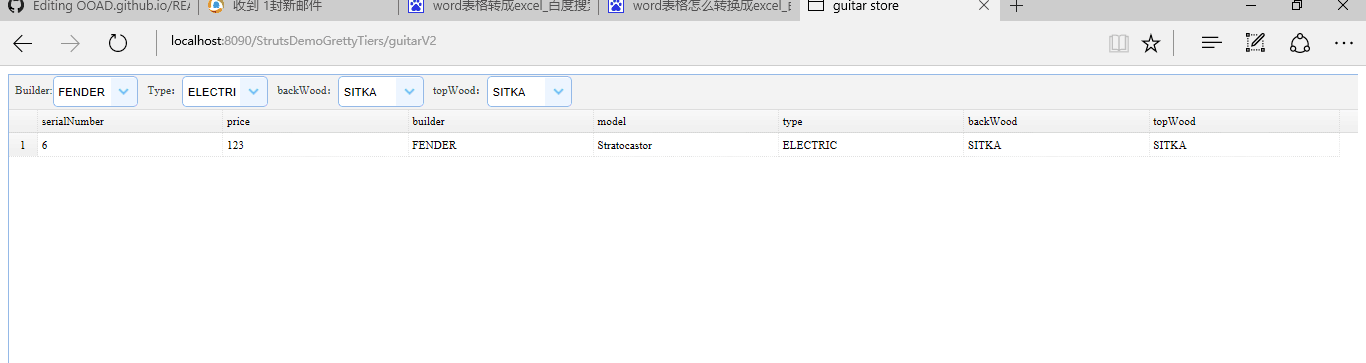 Editing OOAD.github.io/REA
收到 1封新邮件
word表格转成excel_百度搜
word表格怎么转换成excel_
guitar store
localhost:8090/StrutsDemoGrettyTiers/guitarV2
Builder: FENDER Type: ELECTRI backWood: SITKA topWood: SITKA
serialNumber price builder model type backWood topWood
1 6 123 FENDER Stratocastor ELECTRIC SITKA SITKA